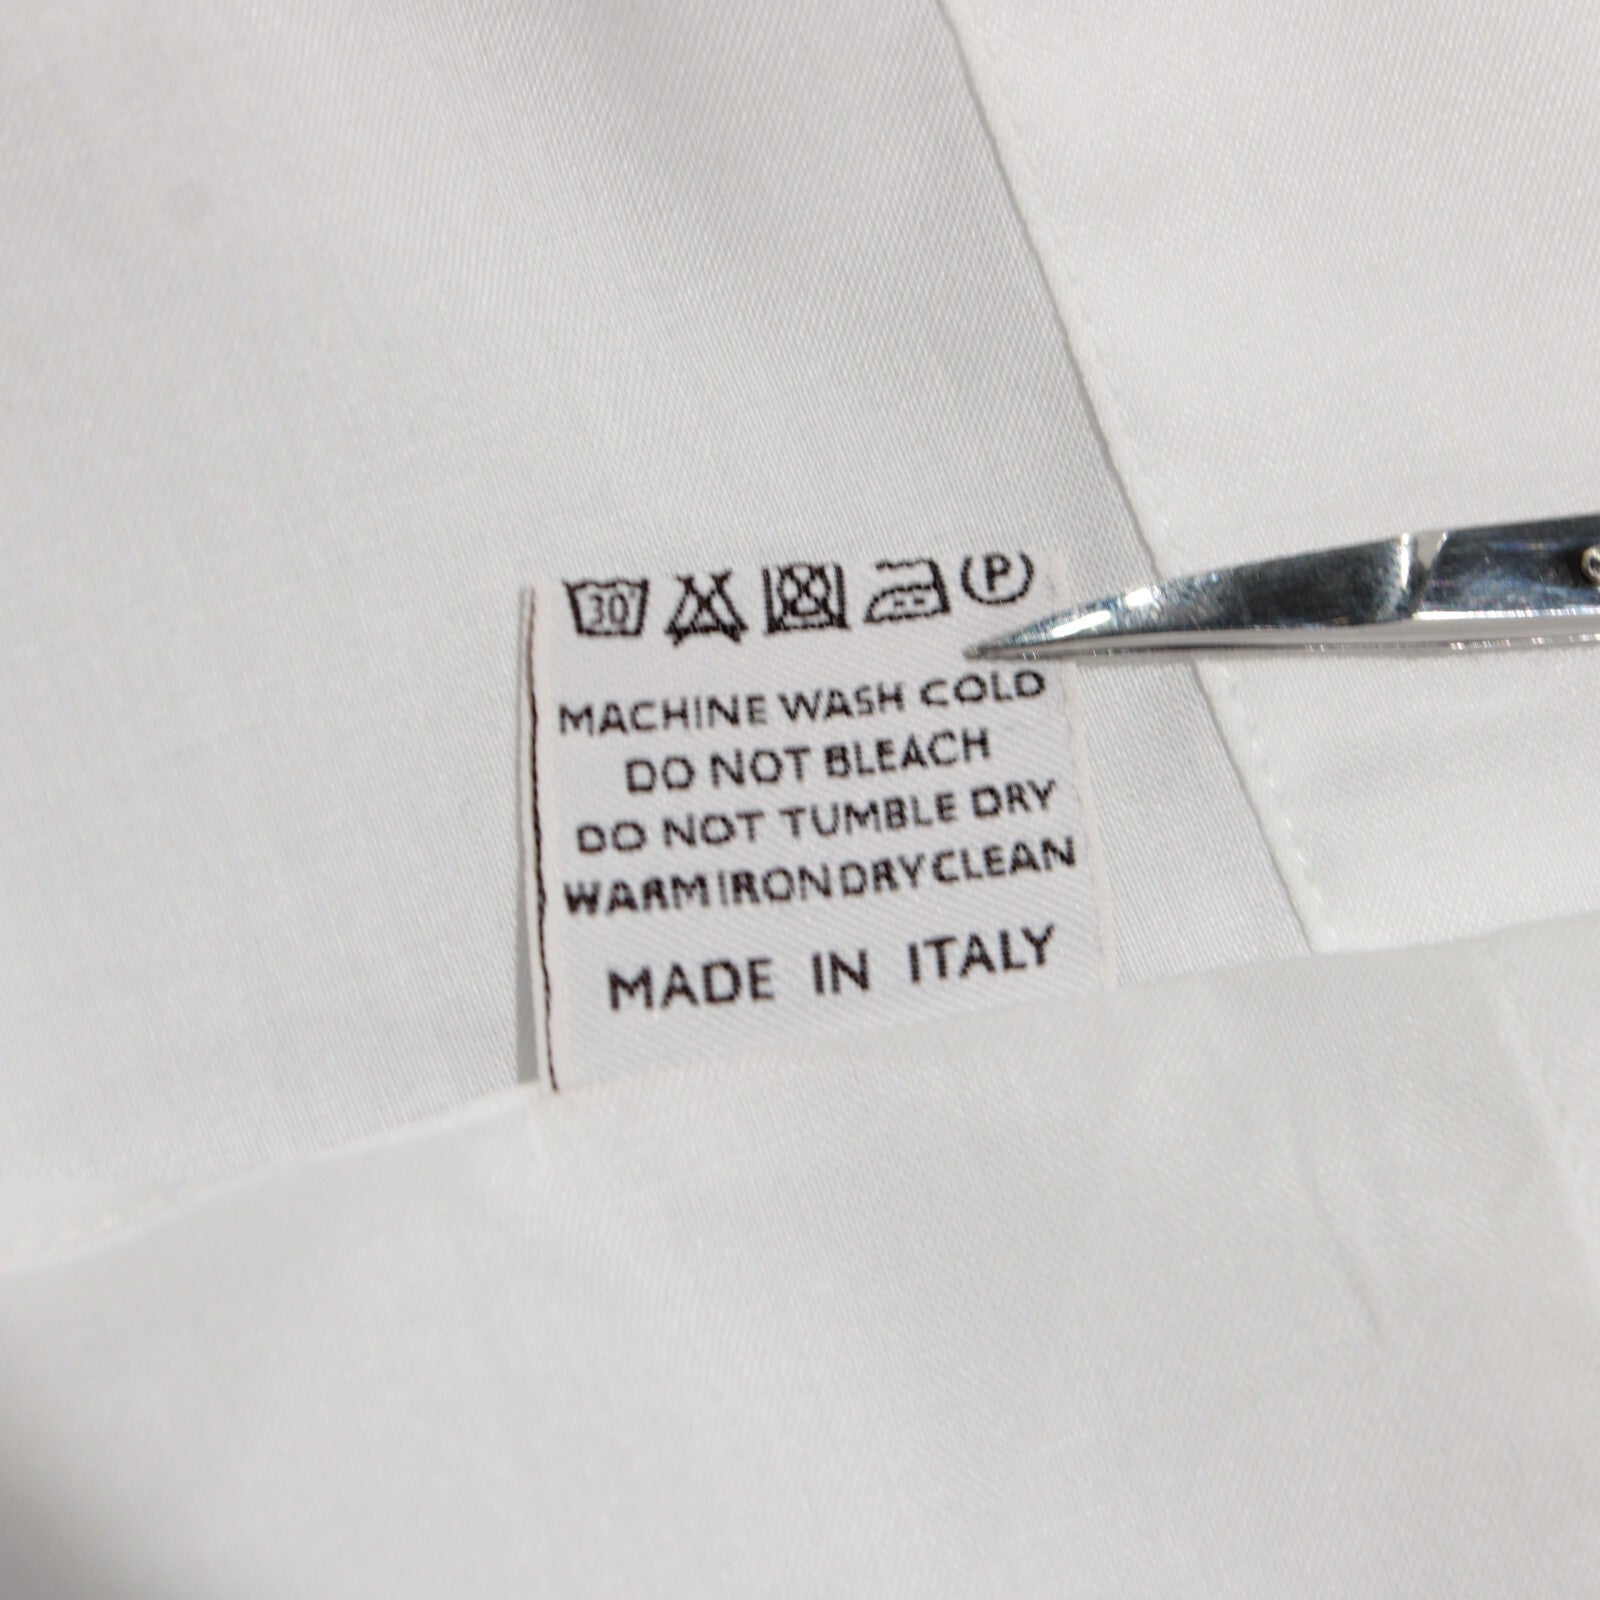 30 P
MACHINE WASH COLD
DO NOT BLEACH
DO NOT TUMBLE DRY
WARM IRON DRY CLEAN
MADE IN ITALY